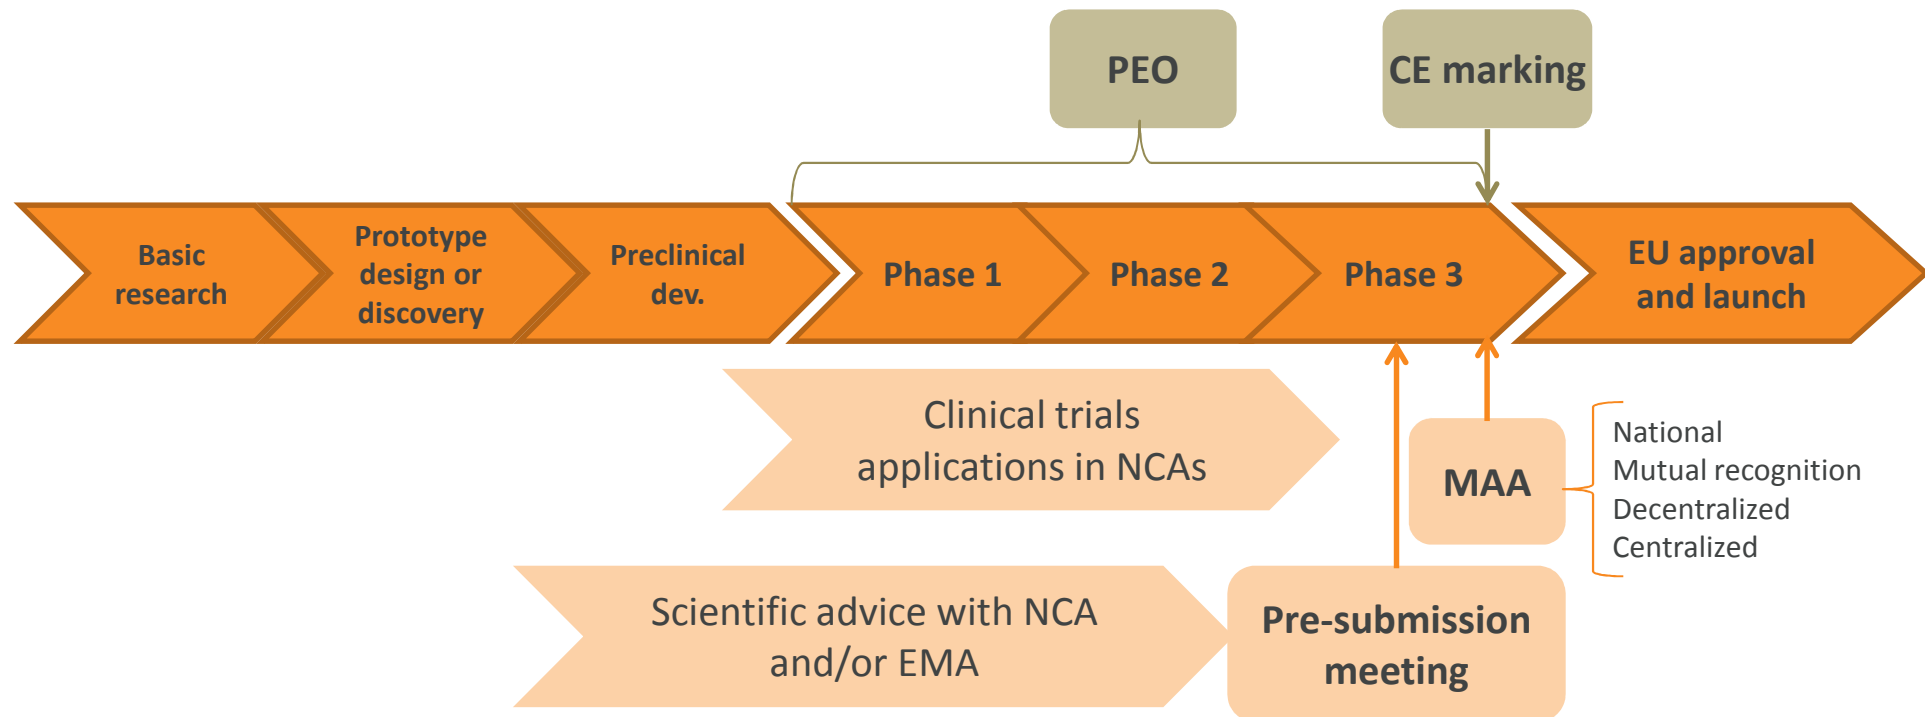 PEO
CE marking
Basic
research
Prototype
design or
discovery
Preclinical
dev.
Phase 1
Phase 2
Phase 3
EU approval
and launch
Clinical trials
applications in NCAs
MAA
National
Mutual recognition
Decentralized
Centralized
Scientific advice with NCA
and/or EMA
Pre-submission
meeting